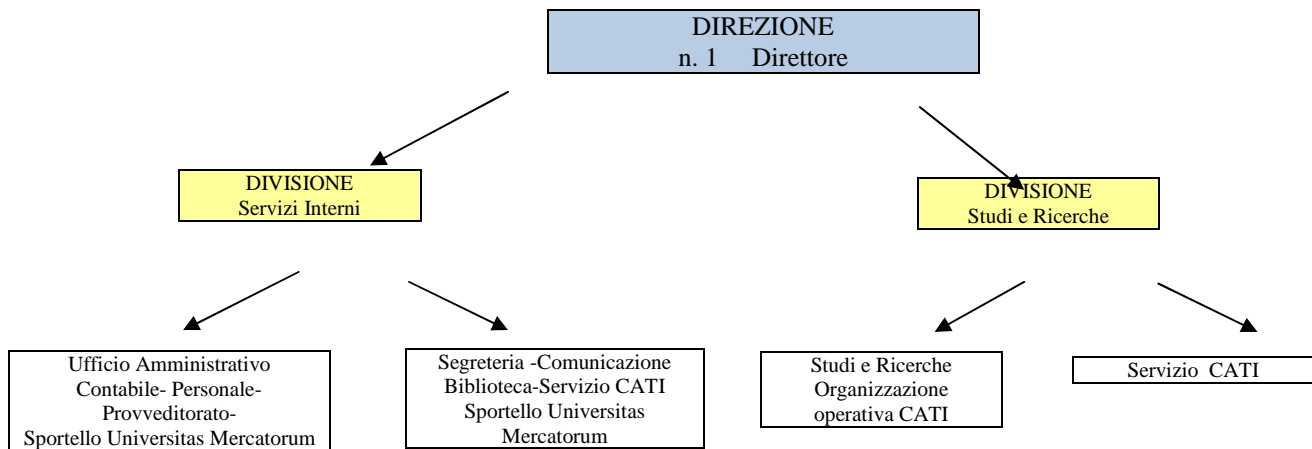 DIREZIONE
n. 1 Direttore
DIVISIONE
Servizi Interni
DIVISIONE
Studi e Ricerche
Ufficio Amministrativo
Contabile- Personale-
Provveditorato-
Sportello Universitas Mercatorum
Segreteria -Comunicazione
Biblioteca-Servizio CATI
Sportello Universitas
Mercatorum
Studi e Ricerche
Organizzazione
operativa CATI
Servizio CATI